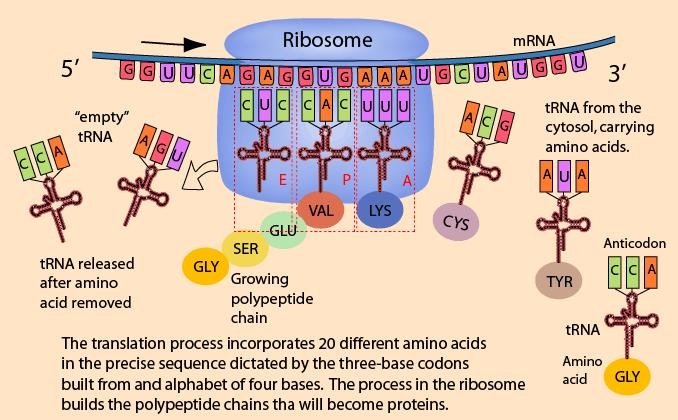 Ribosome
mRNA
5’
3’
G G U U C A G A G G U G A A A U G C U A U G G U
C U C
C A C
U U U
“empty”
tRNA
C C A
A G U
A C G
tRNA from the
cytosol, carrying
amino acids.
A U A
E
P
A
VAL
LYS
CYS
GLU
SER
GLY
TYR
tRNA released
after amino
acid removed
Growing
polypeptide
chain
Anticodon
C C A
tRNA
Amino
acid
GLY
The translation process incorporates 20 different amino acids
in the precise sequence dictated by the three-base codons
built from and alphabet of four bases. The process in the ribosome
builds the polypeptide chains tha will become proteins.